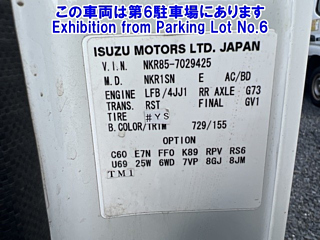 この車両は第6駐車場にあります
Exhibition from Parking Lot No.6
ISUZU MOTORS LTD. JAPAN
V.I.N. NKR85-7029425
M.D. NKR1SN E AC/BD
ENGINE LFB/4JJ1 RR AXLE G73
TRANS. RST FINAL GV1
TIRE #YS
B.COLOR/TRIM 729/155
OPTION
C60 E7N FF0 K89 RPV RS6
U69 25W 6WD 7VP 8GJ 8JM
TMI